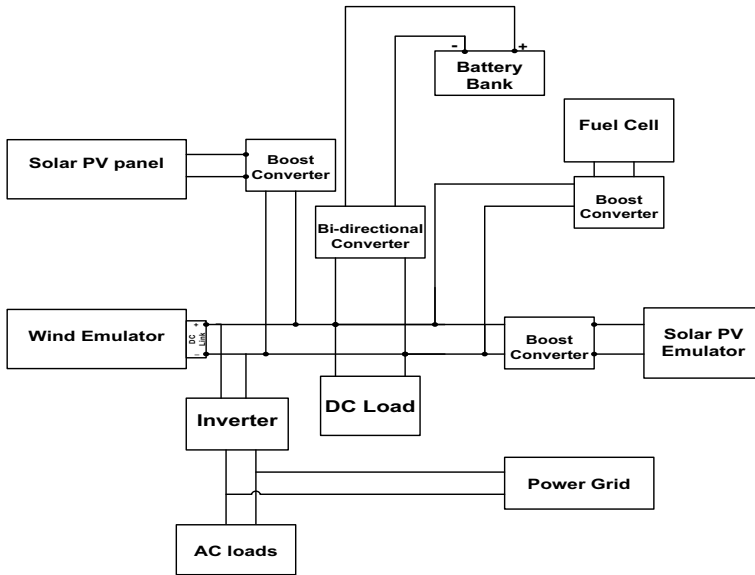 - +
Battery
Bank
Fuel Cell
Solar PV panel
Boost
Converter
Boost
Converter
Bi-directional
Converter
Wind Emulator
+
DC
Link
–
Boost
Converter
Solar PV
Emulator
DC Load
Inverter
Power Grid
AC loads